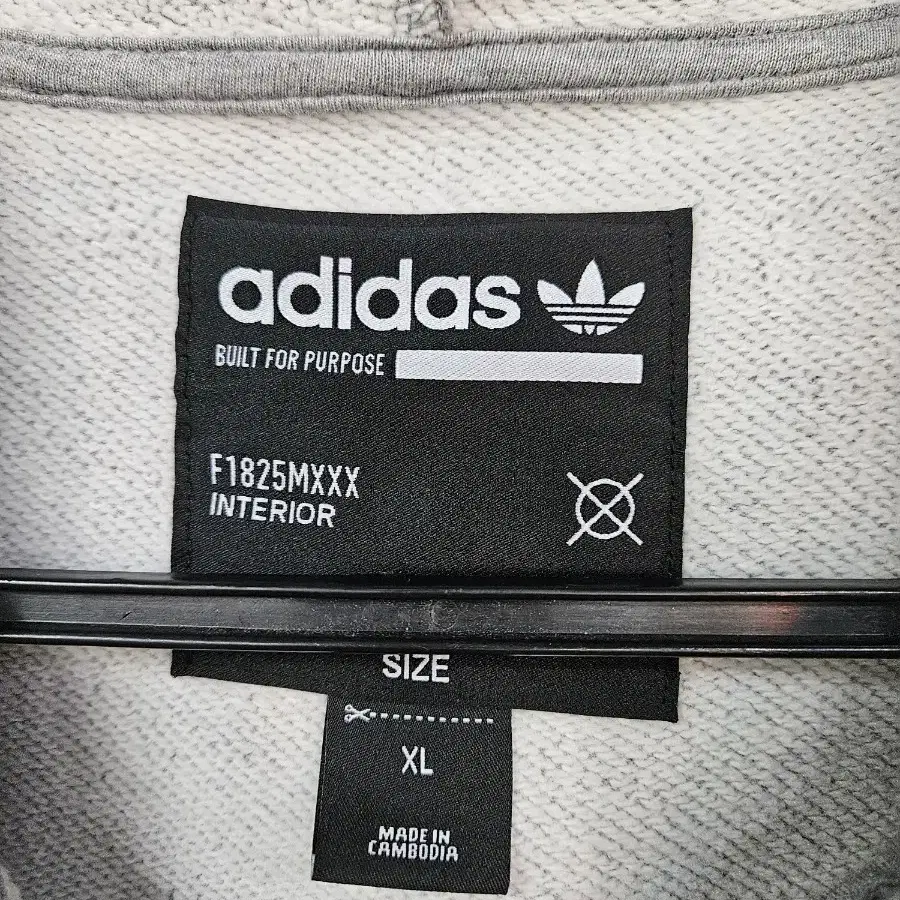 adidas
BUILT FOR PURPOSE
F1825MXXX
INTERIOR
SIZE
XL
MADE IN
CAMBODIA